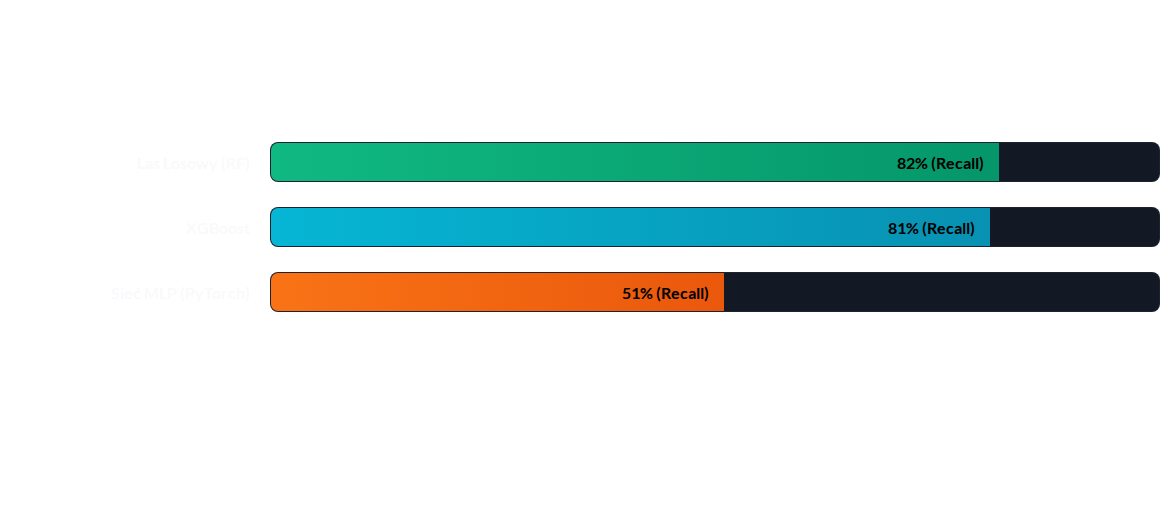 Las Losowy (RF)
82% (Recall)
XGBoost
81% (Recall)
Sieć MLP (PyTorch)
51% (Recall)